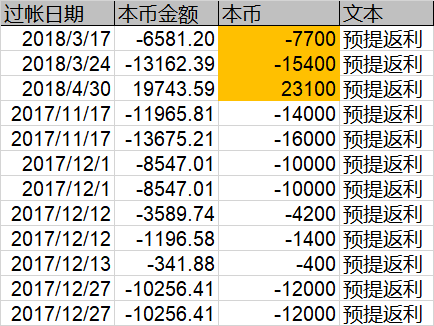 过帐日期 本币金额 本币 文本
2018/3/17 -6581.20 -7700 预提返利
2018/3/24 -13162.39 -15400 预提返利
2018/4/30 19743.59 23100 预提返利
2017/11/17 -11965.81 -14000 预提返利
2017/11/17 -13675.21 -16000 预提返利
2017/12/1 -8547.01 -10000 预提返利
2017/12/1 -8547.01 -10000 预提返利
2017/12/12 -3589.74 -4200 预提返利
2017/12/12 -1196.58 -1400 预提返利
2017/12/13 -341.88 -400 预提返利
2017/12/27 -10256.41 -12000 预提返利
2017/12/27 -10256.41 -12000 预提返利